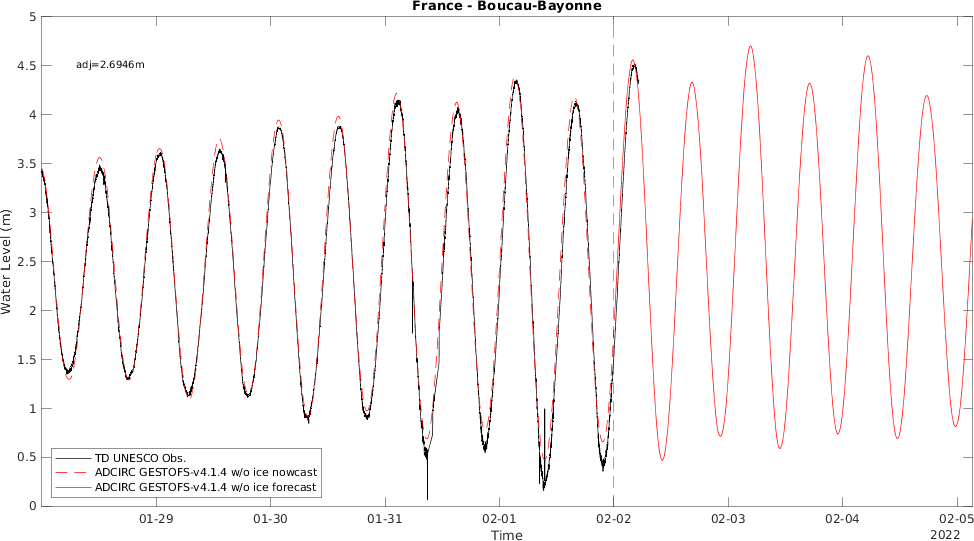 France - Boucau-Bayonne
adj=2.6946m
5
4.5
4
3.5
3
2.5
2
1.5
1
0.5
0
Water Level (m)
TD UNESCO Obs.
ADCIRC GESTOFS-v4.1.4 w/o ice nowcast
ADCIRC GESTOFS-v4.1.4 w/o ice forecast
01-29 01-30 01-31 02-01 02-02 02-03 02-04 02-05
Time 2022